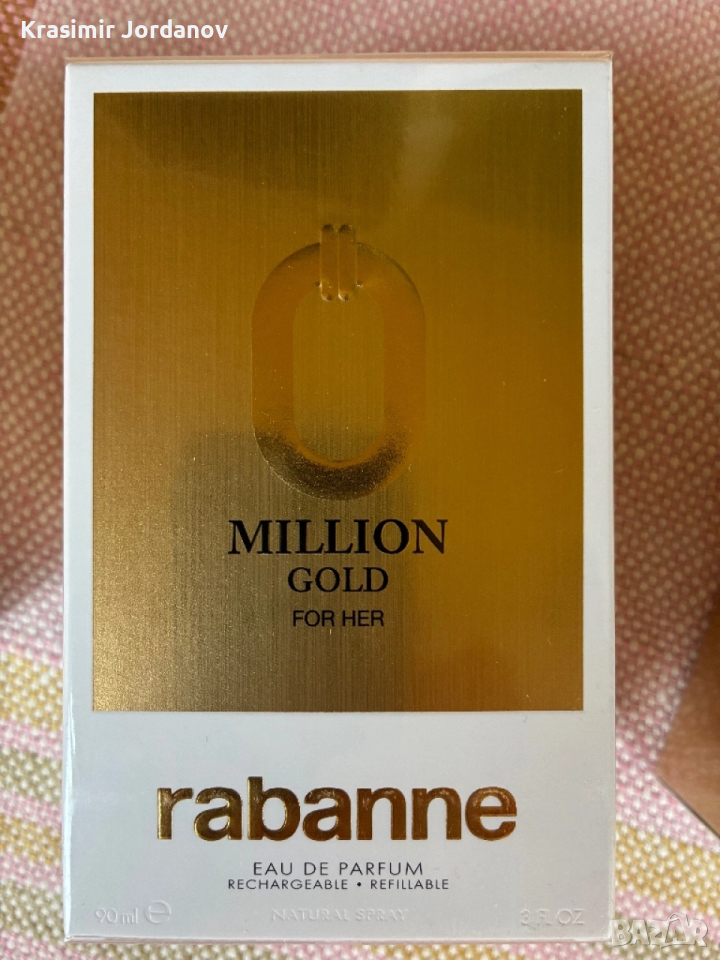 Krasimir Jordanov
MILLION
GOLD
FOR HER
rabanne
EAU DE PARFUM
RECHARGEABLE • REFILLABLE
90 ml ℮ NATURAL SPRAY 3 FL OZ
BAZAR